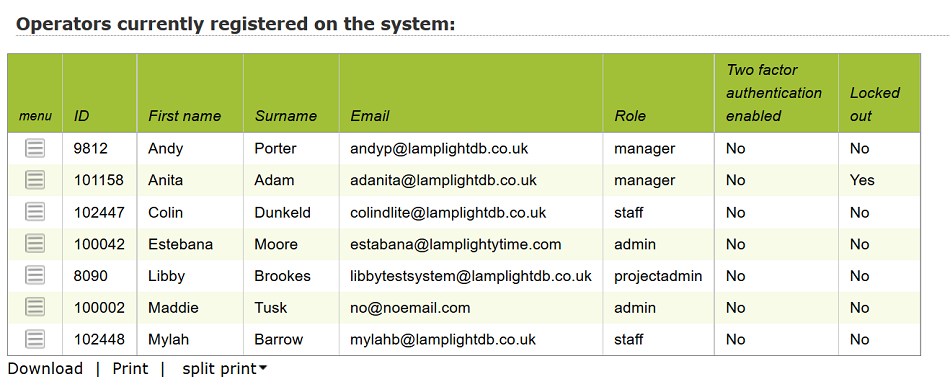 Operators currently registered on the system:
menu ID First name Surname Email Role Two factor authentication enabled Locked out
9812 Andy Porter andyp@lamplightdb.co.uk manager No No
101158 Anita Adam adanita@lamplightdb.co.uk manager No Yes
102447 Colin Dunkeld colindlite@lamplightdb.co.uk staff No No
100042 Estebana Moore estabana@lamplightytime.com admin No No
8090 Libby Brookes libbytestsystem@lamplightdb.co.uk projectadmin No No
100002 Maddie Tusk no@noemail.com admin No No
102448 Mylah Barrow mylahb@lamplightdb.co.uk staff No No
Download | Print | split print